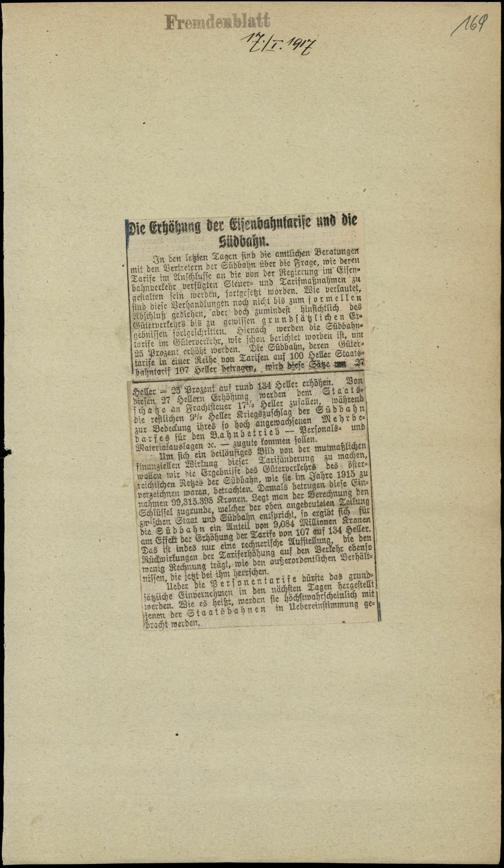 Fremdenblatt
17./I. 1917
169
Die Erhöhung der Eisenbahntarife und die
Südbahn.
In den letzten Tagen sind die amtlichen Beratungen
mit den Vertretern der Südbahn über die Frage, wie deren
Tarife im Anschlusse an die von der Regierung im Eisen-
bahnverkehr verfügten Steuer- und Tarifmaßnahmen zu
gestalten sein werden, fortgesetzt worden. Wie verlautet,
sind diese Verhandlungen noch nicht bis zum formellen
Abschluß gediehen, aber doch zumindest hinsichtlich des
Güterverkehrs bis zu gewissen grundsätzlichen Er-
gebnissen fortgeschritten. Hienach werden die Südbahn-
tarife im Güterverkehr, wie schon berichtet worden ist, um
25 Prozent erhöht werden. Die Südbahn, deren Güter-
tarife in einer Reihe von Tarifen auf 100 Heller Staats-
bahntarif 107 Heller betragen, wird diese Sätze um 27
Heller = 25 Prozent auf rund 134 Heller erhöhen. Von
diesen 27 Hellern Erhöhung werden dem Staats-
schatze an Frachtsteuer 17½ Heller zufallen, während
die restlichen 9½ Heller Kriegszuschlag der Südbahn
zur Bedeckung ihres so hoch angewachsenen Mehrbe-
darfes für den Bahnbetrieb — Personals- und
Materialauslagen ꝛc. — zugute kommen sollen.
Um sich ein beiläufiges Bild von der mutmaßlichen
finanziellen Wirkung dieser Tarifänderung zu machen,
wollen wir die Ergebnisse des Güterverkehrs des öster-
reichischen Netzes der Südbahn, wie sie im Jahre 1915 zu
verzeichnen waren, betrachten. Damals betrugen diese Ein-
nahmen 99,315.395 Kronen. Legt man der Berechnung den
Schlüssel zugrunde, welcher der oben angedeuteten Teilung
zwischen Staat und Südbahn entspricht, so ergibt sich für
die Südbahn ein Anteil von 9,084 Millionen Kronen
am Effekt der Erhöhung der Tarife von 107 auf 134 Heller.
Das ist indes nur eine rechnerische Aufstellung, die den
Rückwirkungen der Tariferhöhung auf den Verkehr ebenso
wenig Rechnung trägt, wie den außerordentlichen Verhält-
nissen, die jetzt bei ihm herrschen.
Ueber die Personentarife dürfte das grund-
sätzliche Einvernehmen in den nächsten Tagen hergestellt
werden. Wie es heißt, werden sie höchstwahrscheinlich mit
jenen der Staatsbahnen in Uebereinstimmung ge-
bracht werden.